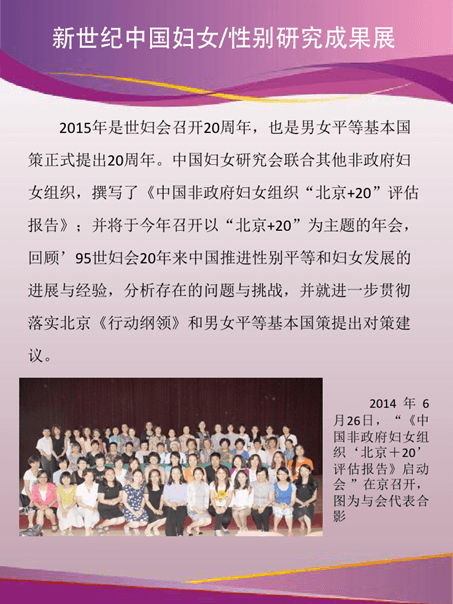 新世纪中国妇女/性别研究成果展
2015年是世妇会召开20周年，也是男女平等基本国
策正式提出20周年。中国妇女研究会联合其他非政府妇
女组织，撰写了《中国非政府妇女组织“北京+20”评估
报告》；并将于今年召开以“北京+20”为主题的年会，
回顾’95世妇会20年来中国推进性别平等和妇女发展的
进展与经验，分析存在的问题与挑战，并就进一步贯彻
落实北京《行动纲领》和男女平等基本国策提出对策建
议。
2014 年 6
月26日，“《中
国非政府妇女组
织‘北京＋20’
评估报告》启动
会 ”在京召开，
图为与会代表合
影